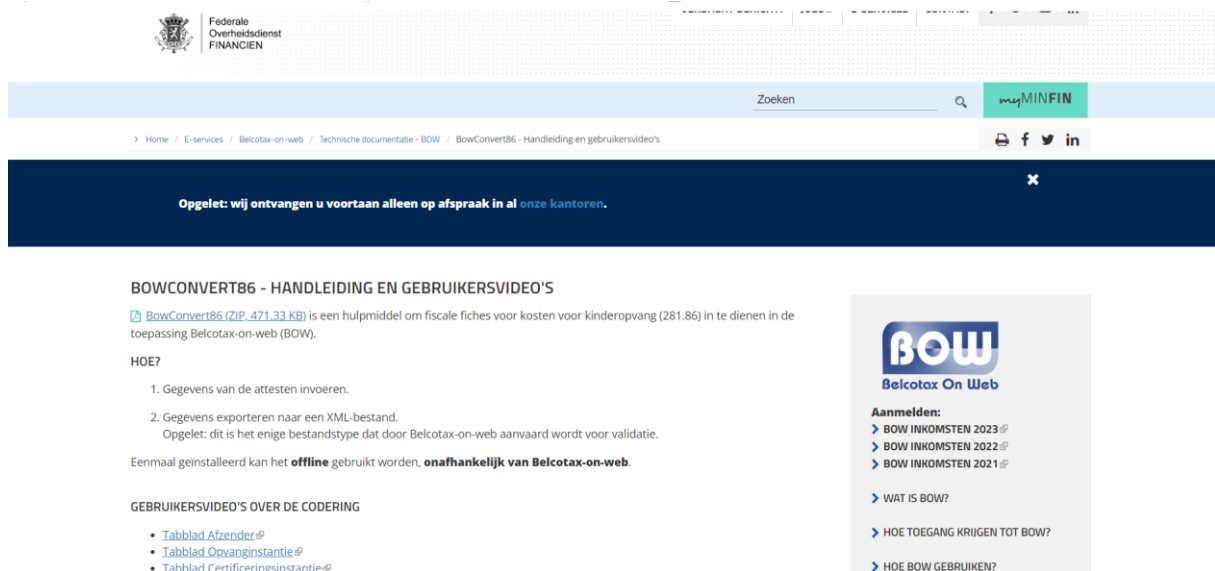 Federale
Overheidsdienst
FINANCIEN
Zoeken
myMINFIN
> Home / E-services / Belcotax-on-web / Technische documentatie - BOW / BowConvert86 - Handleiding en gebruikersvideo's
Opgelet: wij ontvangen u voortaan alleen op afspraak in al onze kantoren.
BOWCONVERT86 - HANDLEIDING EN GEBRUIKERSVIDEO'S
BowConvert86 (ZIP, 471.33 KB) is een hulpmiddel om fiscale fiches voor kosten voor kinderopvang (281.86) in te dienen in de
toepassing Belcotax-on-web (BOW).
HOE?
1. Gegevens van de attesten invoeren.
2. Gegevens exporteren naar een XML-bestand.
Opgelet: dit is het enige bestandstype dat door Belcotax-on-web aanvaard wordt voor validatie.
Eenmaal geïnstalleerd kan het offline gebruikt worden, onafhankelijk van Belcotax-on-web.
GEBRUIKERSVIDEO'S OVER DE CODERING
• Tabblad Afzender
• Tabblad Opvanginstantie
• Tabblad Certificeringsinstantie
BOW
Belcotax On Web
Aanmelden:
BOW INKOMSTEN 2023
BOW INKOMSTEN 2022
BOW INKOMSTEN 2021
WAT IS BOW?
HOE TOEGANG KRIJGEN TOT BOW?
HOE BOW GEBRUIKEN?